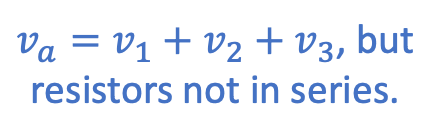 𝑣ₐ = 𝑣₁ + 𝑣₂ + 𝑣₃, but
resistors not in series.